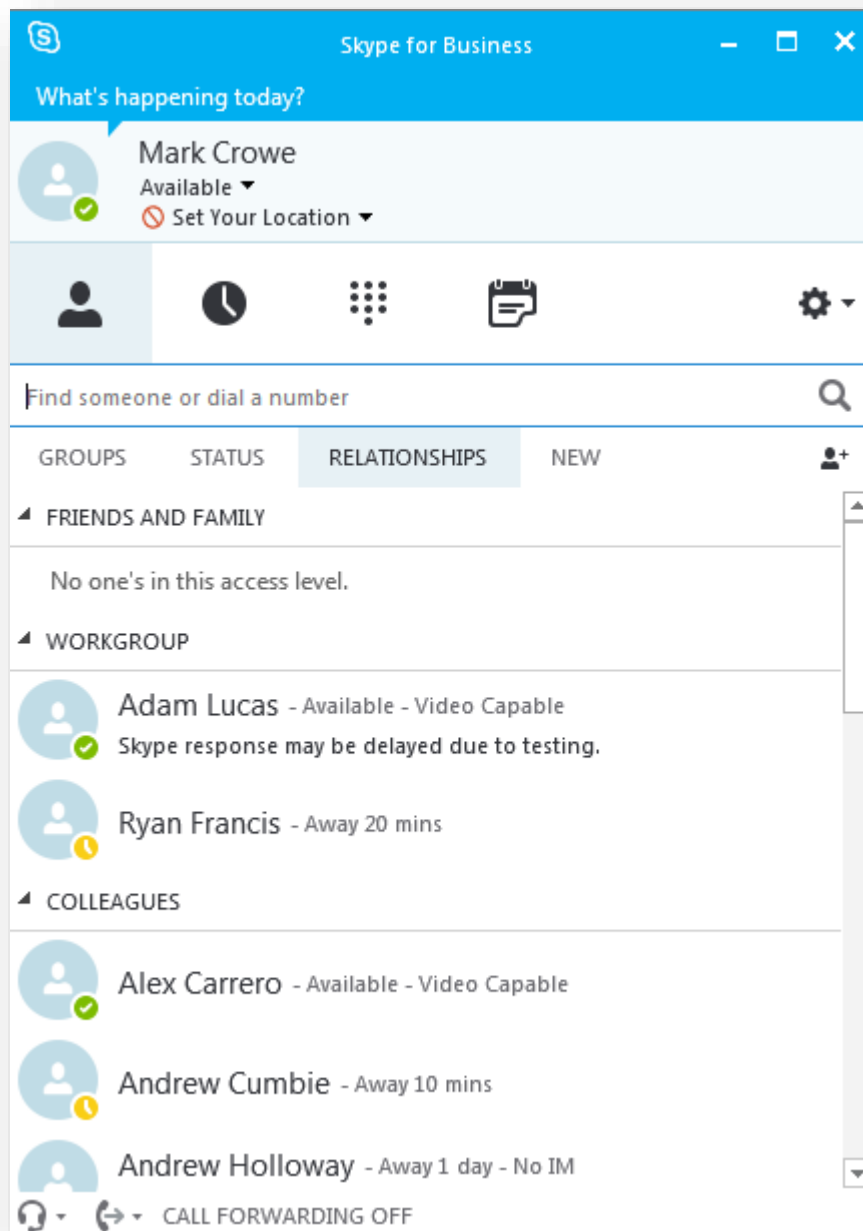 Skype for Business
What's happening today?
Mark Crowe
Available
Set Your Location
Find someone or dial a number
GROUPS STATUS RELATIONSHIPS NEW
FRIENDS AND FAMILY
No one's in this access level.
WORKGROUP
Adam Lucas - Available - Video Capable
Skype response may be delayed due to testing.
Ryan Francis - Away 20 mins
COLLEAGUES
Alex Carrero - Available - Video Capable
Andrew Cumbie - Away 10 mins
Andrew Holloway - Away 1 day - No IM
CALL FORWARDING OFF